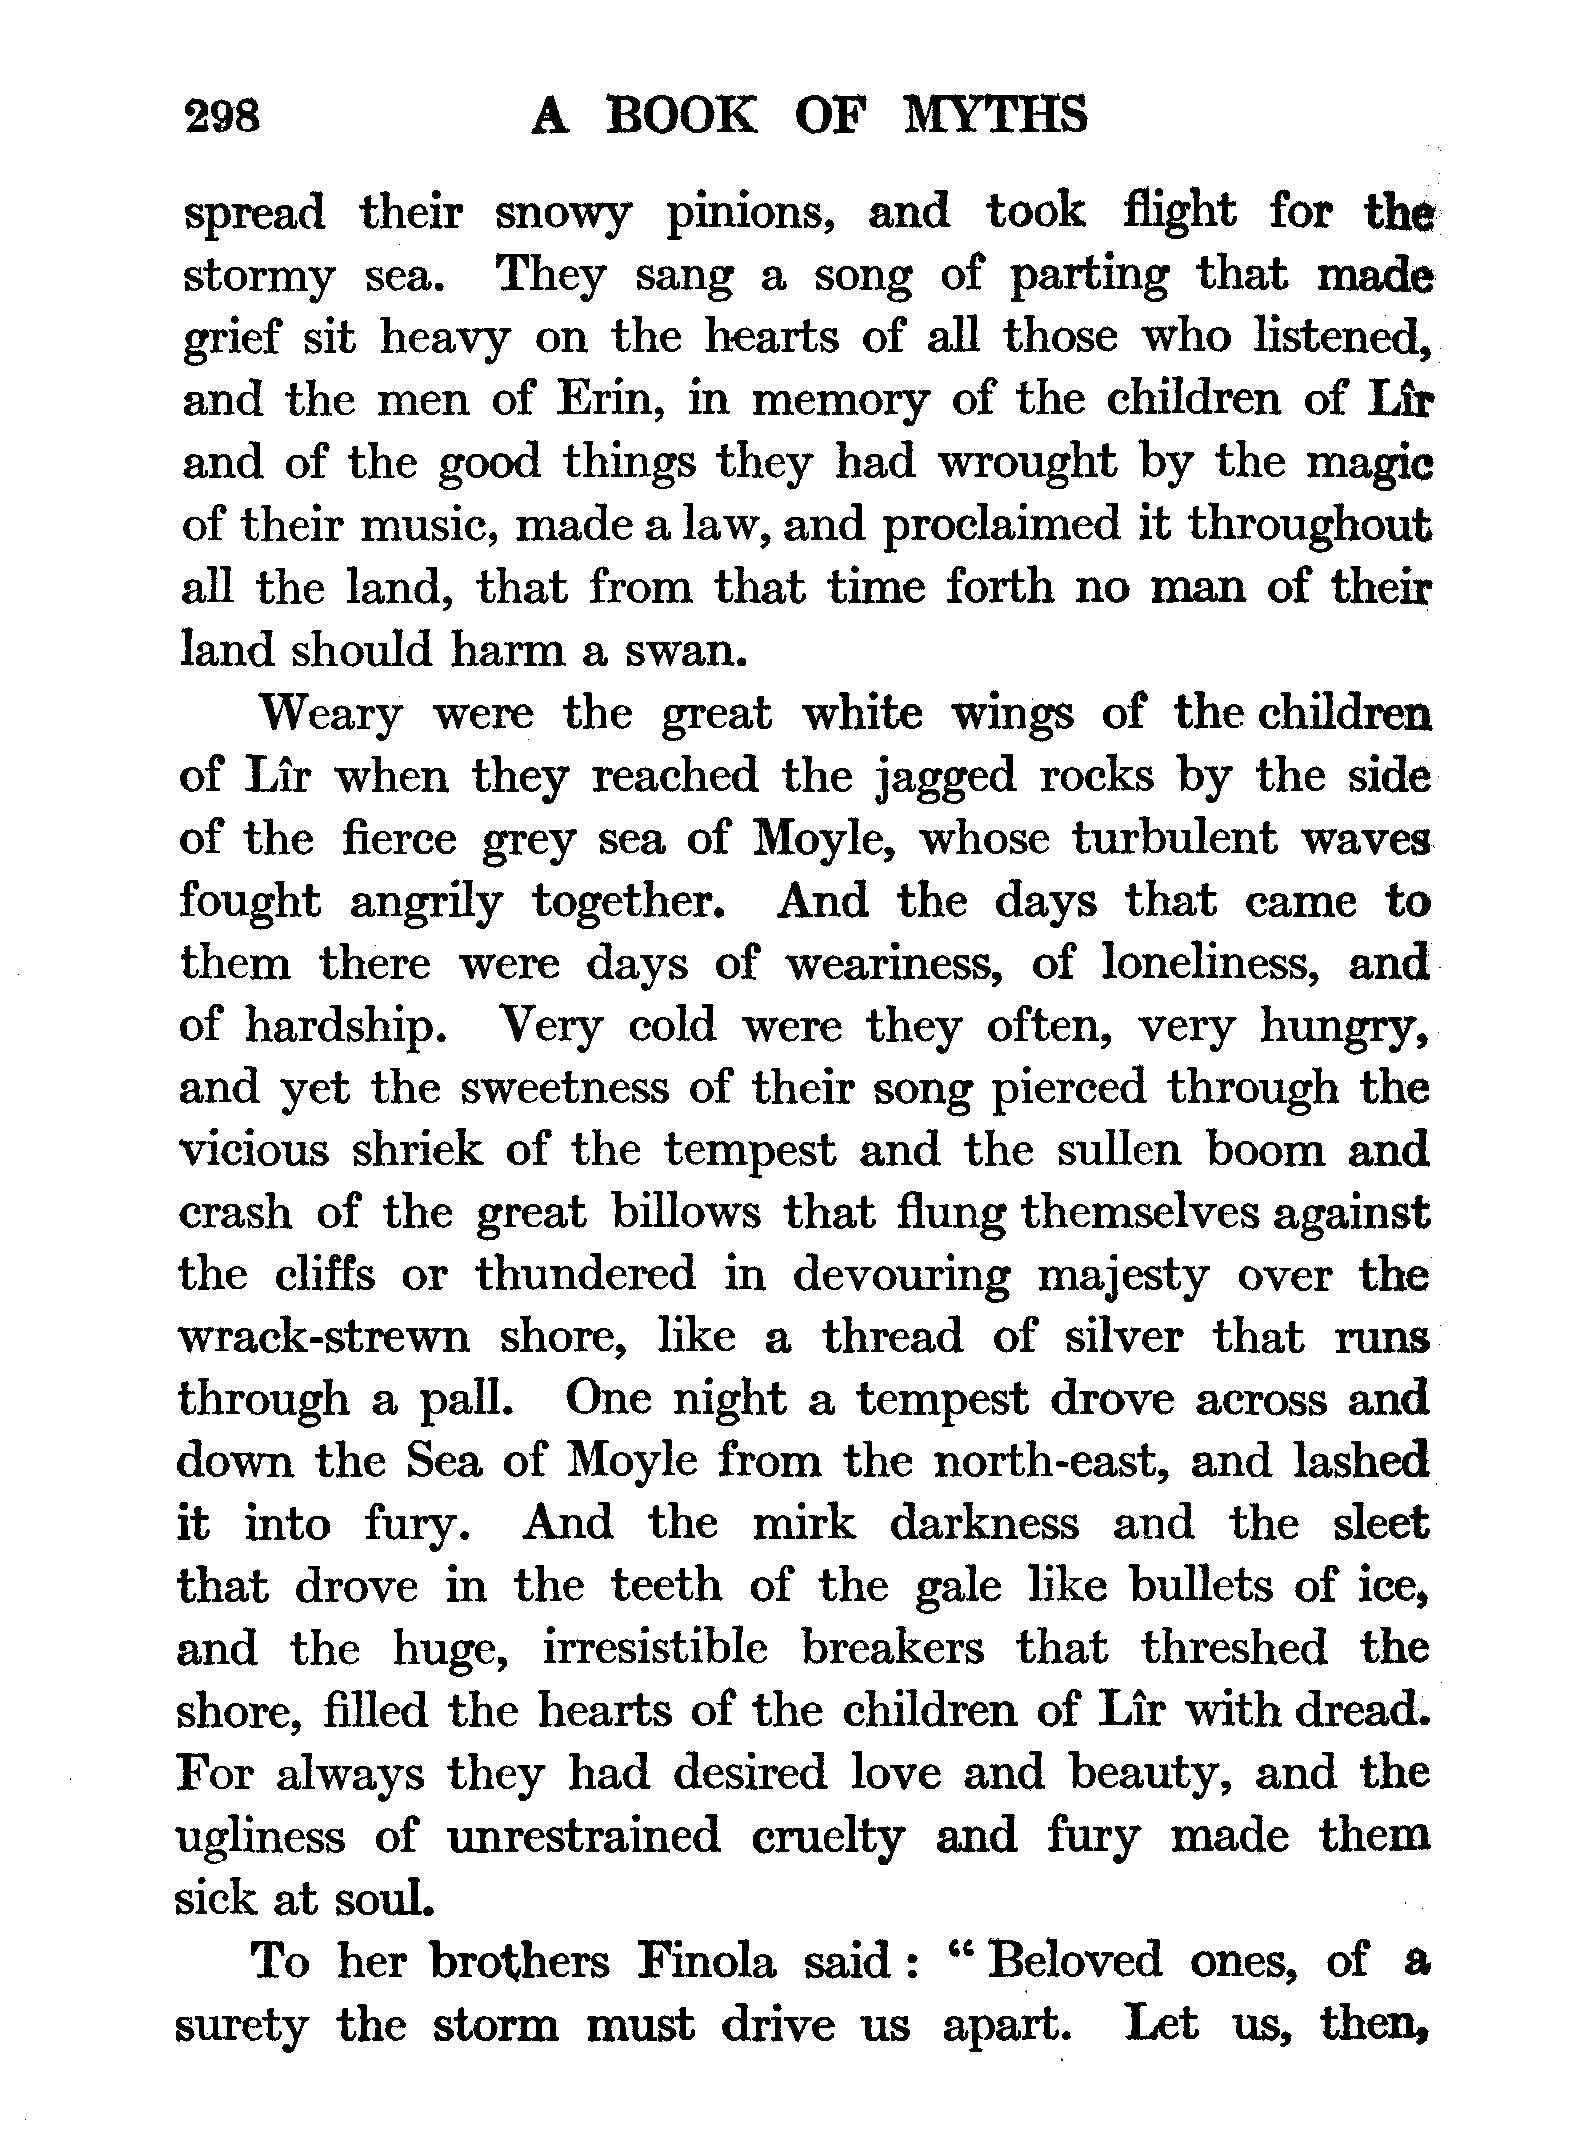 298 A BOOK OF MYTHS
spread their snowy pinions, and took flight for the
stormy sea. They sang a song of parting that made
grief sit heavy on the hearts of all those who listened,
and the men of Erin, in memory of the children of Lîr
and of the good things they had wrought by the magic
of their music, made a law, and proclaimed it throughout
all the land, that from that time forth no man of their
land should harm a swan.
Weary were the great white wings of the children
of Lîr when they reached the jagged rocks by the side
of the fierce grey sea of Moyle, whose turbulent waves
fought angrily together. And the days that came to
them there were days of weariness, of loneliness, and
of hardship. Very cold were they often, very hungry,
and yet the sweetness of their song pierced through the
vicious shriek of the tempest and the sullen boom and
crash of the great billows that flung themselves against
the cliffs or thundered in devouring majesty over the
wrack-strewn shore, like a thread of silver that runs
through a pall. One night a tempest drove across and
down the Sea of Moyle from the north-east, and lashed
it into fury. And the mirk darkness and the sleet
that drove in the teeth of the gale like bullets of ice,
and the huge, irresistible breakers that threshed the
shore, filled the hearts of the children of Lîr with dread.
For always they had desired love and beauty, and the
ugliness of unrestrained cruelty and fury made them
sick at soul.
To her brothers Finola said : “ Beloved ones, of a
surety the storm must drive us apart. Let us, then,